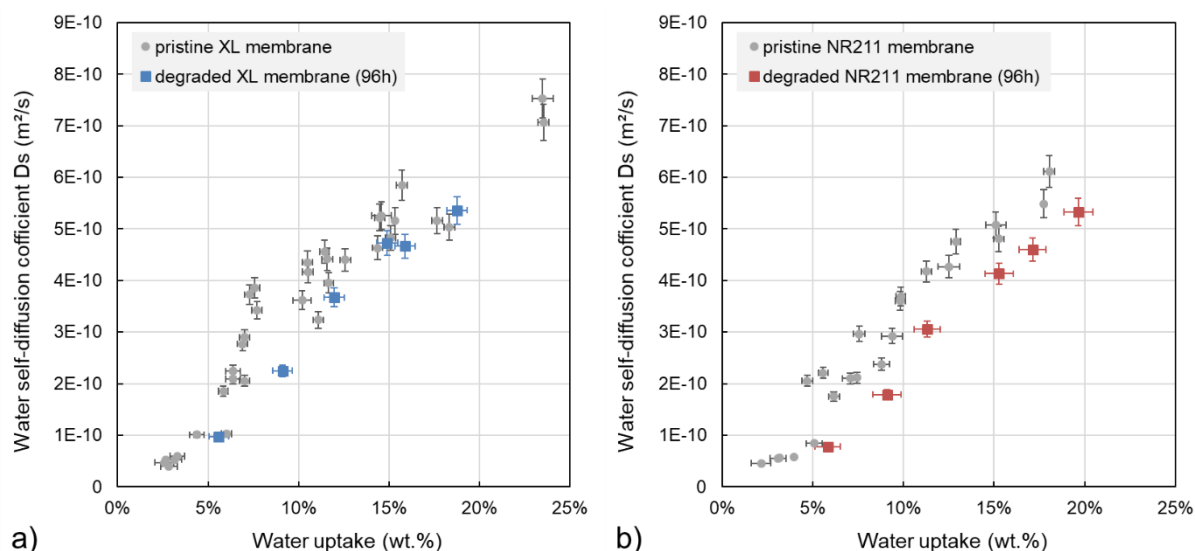 9E-10
8E-10
7E-10
6E-10
5E-10
4E-10
3E-10
2E-10
1E-10
0
Water self-diffusion cofficient Ds (m²/s)
pristine XL membrane
degraded XL membrane (96h)
0% 5% 10% 15% 20% 25%
Water uptake (wt.%)
a)
9E-10
8E-10
7E-10
6E-10
5E-10
4E-10
3E-10
2E-10
1E-10
0
Water self-diffusion cofficient Ds (m²/s)
pristine NR211 membrane
degraded NR211 membrane (96h)
0% 5% 10% 15% 20% 25%
Water uptake (wt.%)
b)